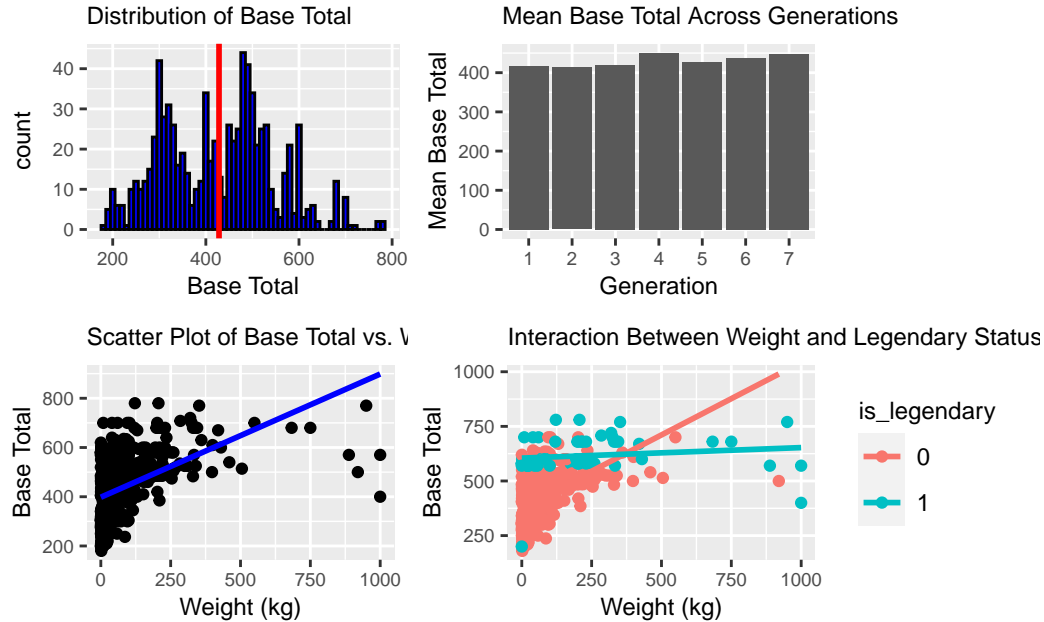 Distribution of Base Total
count
40
30
20
10
0
200 400 600 800
Base Total
Mean Base Total Across Generations
Mean Base Total
400
300
200
100
0
1 2 3 4 5 6 7
Generation
Scatter Plot of Base Total vs.
Base Total
800
600
400
200
0 250 500 750 1000
Weight (kg)
Interaction Between Weight and Legendary Status
Base Total
1000
750
500
250
0 250 500 750 1000
Weight (kg)
is_legendary
0
1